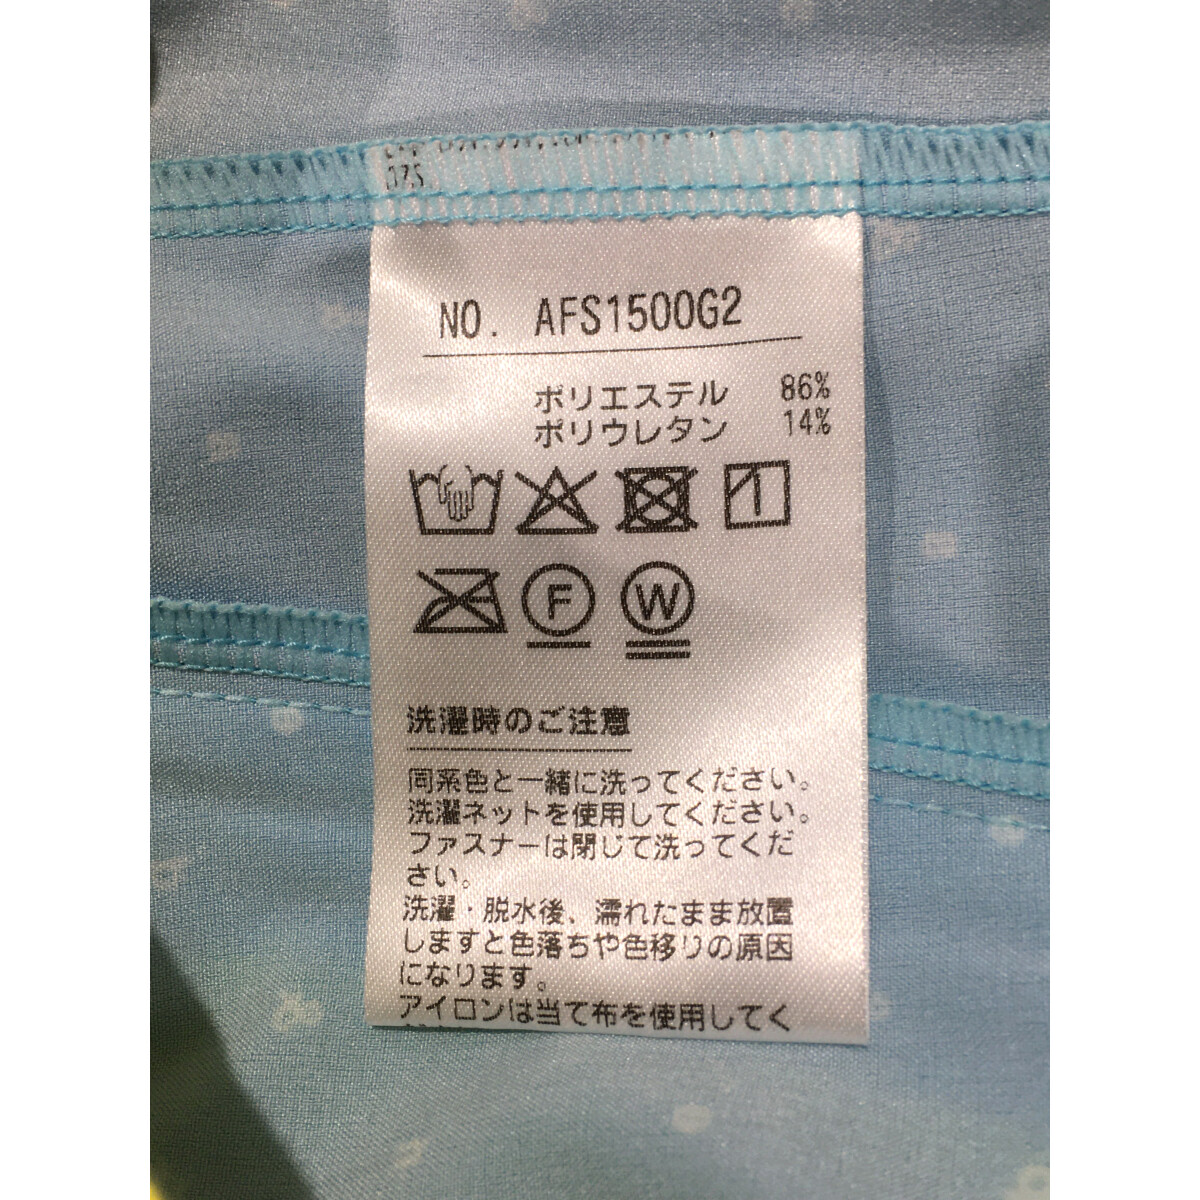 075
NO. AFS1500G2
ポリエステル 86%
ポリウレタン 14%
F W
洗濯時のご注意
同系色と一緒に洗ってください。
洗濯ネットを使用してください。
ファスナーは閉じて洗ってくだ
さい。
洗濯・脱水後、濡れたまま放置
しますと色落ちや色移りの原因
になります。
アイロンは当て布を使用してく